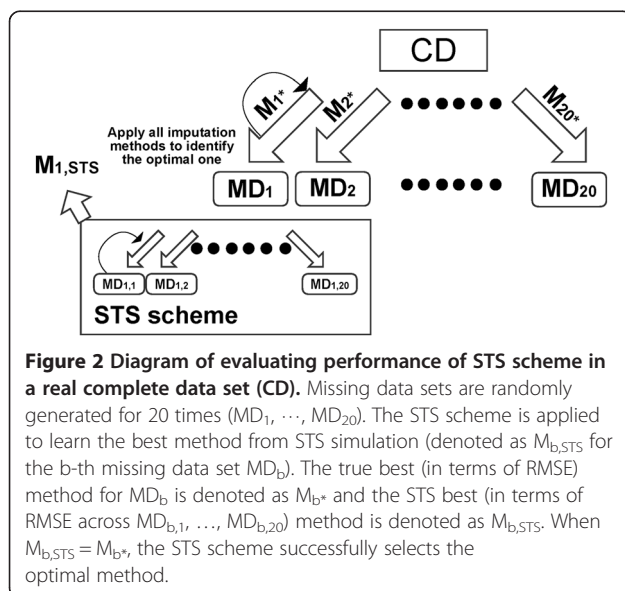 CD
M1* M2* M20*
Apply all imputation
methods to identify
the optimal one
M1,STS
MD1 MD2 MD20
MD1,1 MD1,2 MD1,20
STS scheme
Figure 2 Diagram of evaluating performance of STS scheme in
a real complete data set (CD). Missing data sets are randomly
generated for 20 times (MD1, ⋯, MD20). The STS scheme is applied
to learn the best method from STS simulation (denoted as Mb,STS for
the b-th missing data set MDb). The true best (in terms of RMSE)
method for MDb is denoted as Mb* and the STS best (in terms of
RMSE across MDb,1, …, MDb,20) method is denoted as Mb,STS. When
Mb,STS = Mb*, the STS scheme successfully selects the
optimal method.